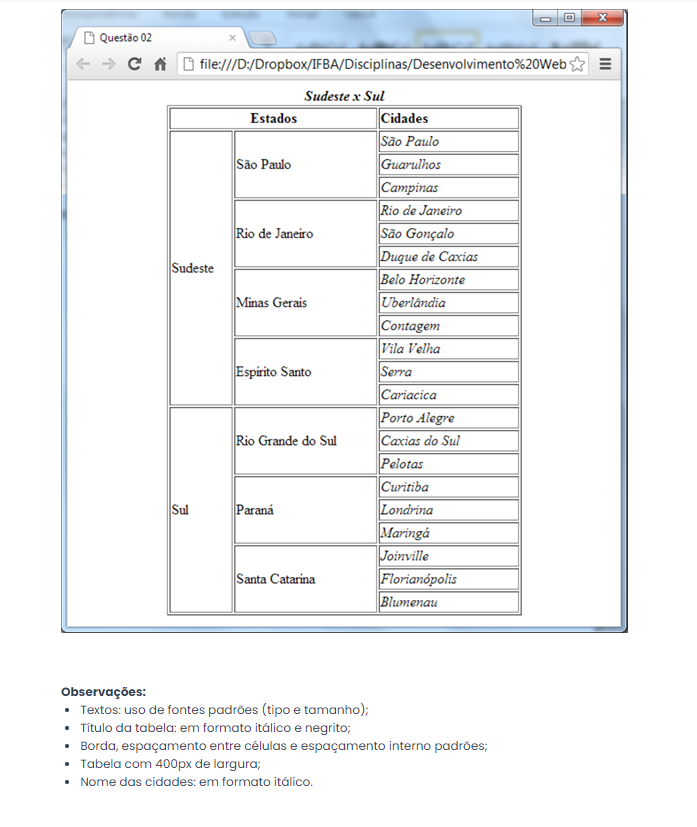 Questão 02
file:///D:/Dropbox/IFBA/Disciplinas/Desenvolvimento%20Web
Sudeste x Sul
Estados Cidades
Sudeste
São Paulo
São Paulo
Guarulhos
Campinas
Rio de Janeiro
Rio de Janeiro
São Gonçalo
Duque de Caxias
Minas Gerais
Belo Horizonte
Uberlândia
Contagem
Espírito Santo
Vila Velha
Serra
Cariacica
Sul
Rio Grande do Sul
Porto Alegre
Caxias do Sul
Pelotas
Paraná
Curitiba
Londrina
Maringá
Santa Catarina
Joinville
Florianópolis
Blumenau
Observações:
• Textos: uso de fontes padrões (tipo e tamanho);
• Título da tabela: em formato itálico e negrito;
• Borda, espaçamento entre células e espaçamento interno padrões;
• Tabela com 400px de largura;
• Nome das cidades: em formato itálico.